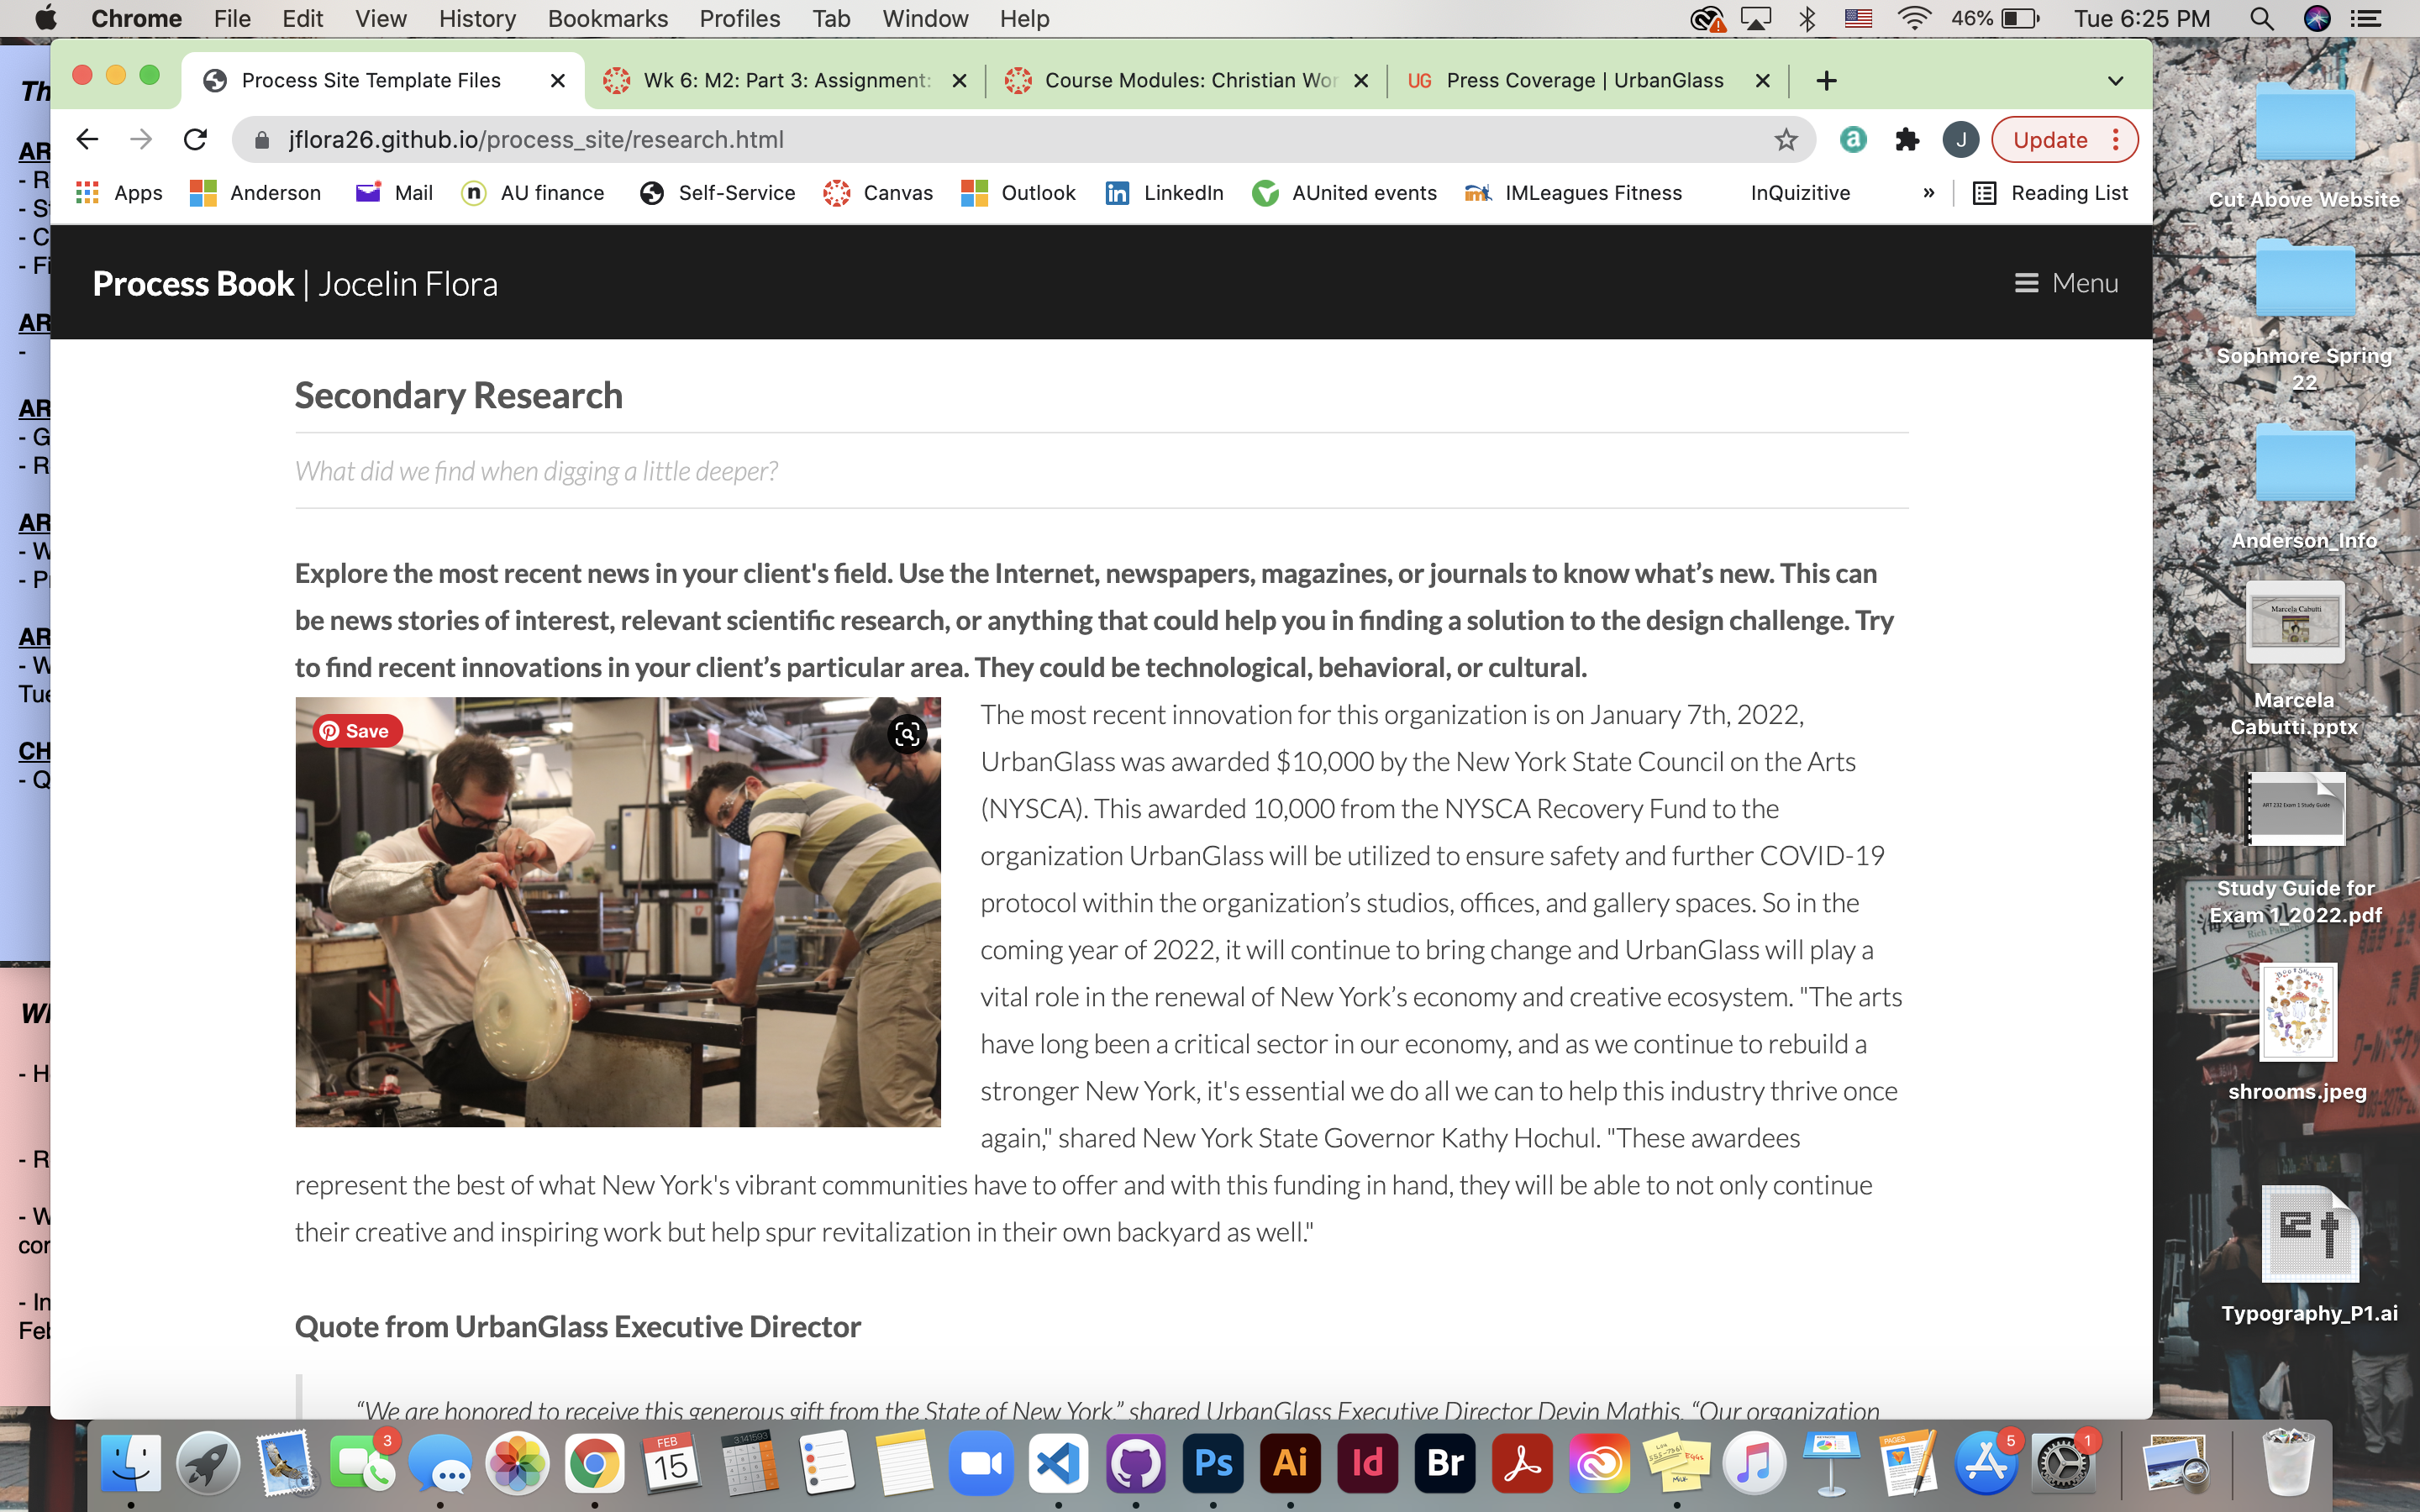 Chrome File Edit View History Bookmarks Profiles Tab Window Help 46% Tue 6:25 PM
Process Site Template Files Wk 6: M2: Part 3: Assignment: Course Modules: Christian Wor UG Press Coverage | UrbanGlass
jflora26.github.io/process_site/research.html a J Update
Apps Anderson Mail n AU finance Self-Service Canvas Outlook in LinkedIn AUnited events IMLeagues Fitness InQuizitive » Reading List
Process Book | Jocelin Flora Menu
Secondary Research
What did we find when digging a little deeper?
Explore the most recent news in your client's field. Use the Internet, newspapers, magazines, or journals to know what’s new. This can
be news stories of interest, relevant scientific research, or anything that could help you in finding a solution to the design challenge. Try
to find recent innovations in your client’s particular area. They could be technological, behavioral, or cultural.
Save
17
The most recent innovation for this organization is on January 7th, 2022,
UrbanGlass was awarded $10,000 by the New York State Council on the Arts
(NYSCA). This awarded 10,000 from the NYSCA Recovery Fund to the
organization UrbanGlass will be utilized to ensure safety and further COVID-19
protocol within the organization’s studios, offices, and gallery spaces. So in the
coming year of 2022, it will continue to bring change and UrbanGlass will play a
vital role in the renewal of New York’s economy and creative ecosystem. "The arts
have long been a critical sector in our economy, and as we continue to rebuild a
stronger New York, it's essential we do all we can to help this industry thrive once
again," shared New York State Governor Kathy Hochul. "These awardees
represent the best of what New York's vibrant communities have to offer and with this funding in hand, they will be able to not only continue
their creative and inspiring work but help spur revitalization in their own backyard as well."
Quote from UrbanGlass Executive Director
“We are honored to receive this generous gift from the State of New York,” shared UrbanGlass Executive Director Devin Mathis. “Our organization
Th
AR
- R
- S
- C
- Fi
AR
-
AR
- G
- R
AR
- W
- P
AR
- W
Tue
CH
- Q
W
- H
- R
- W
cor
- In
Feb
Cut Above Website
Sophmore Spring
22
Anderson_Info
Marcela Cabutti
Marcela
Cabutti.pptx
ART 232 Exam 1 Study Guide
Study Guide for
Exam 1_2022.pdf
shrooms.jpeg
Typography_P1.ai
3
FEB
15
3.141593
Ps Ai Id Br
PAGES
5
1